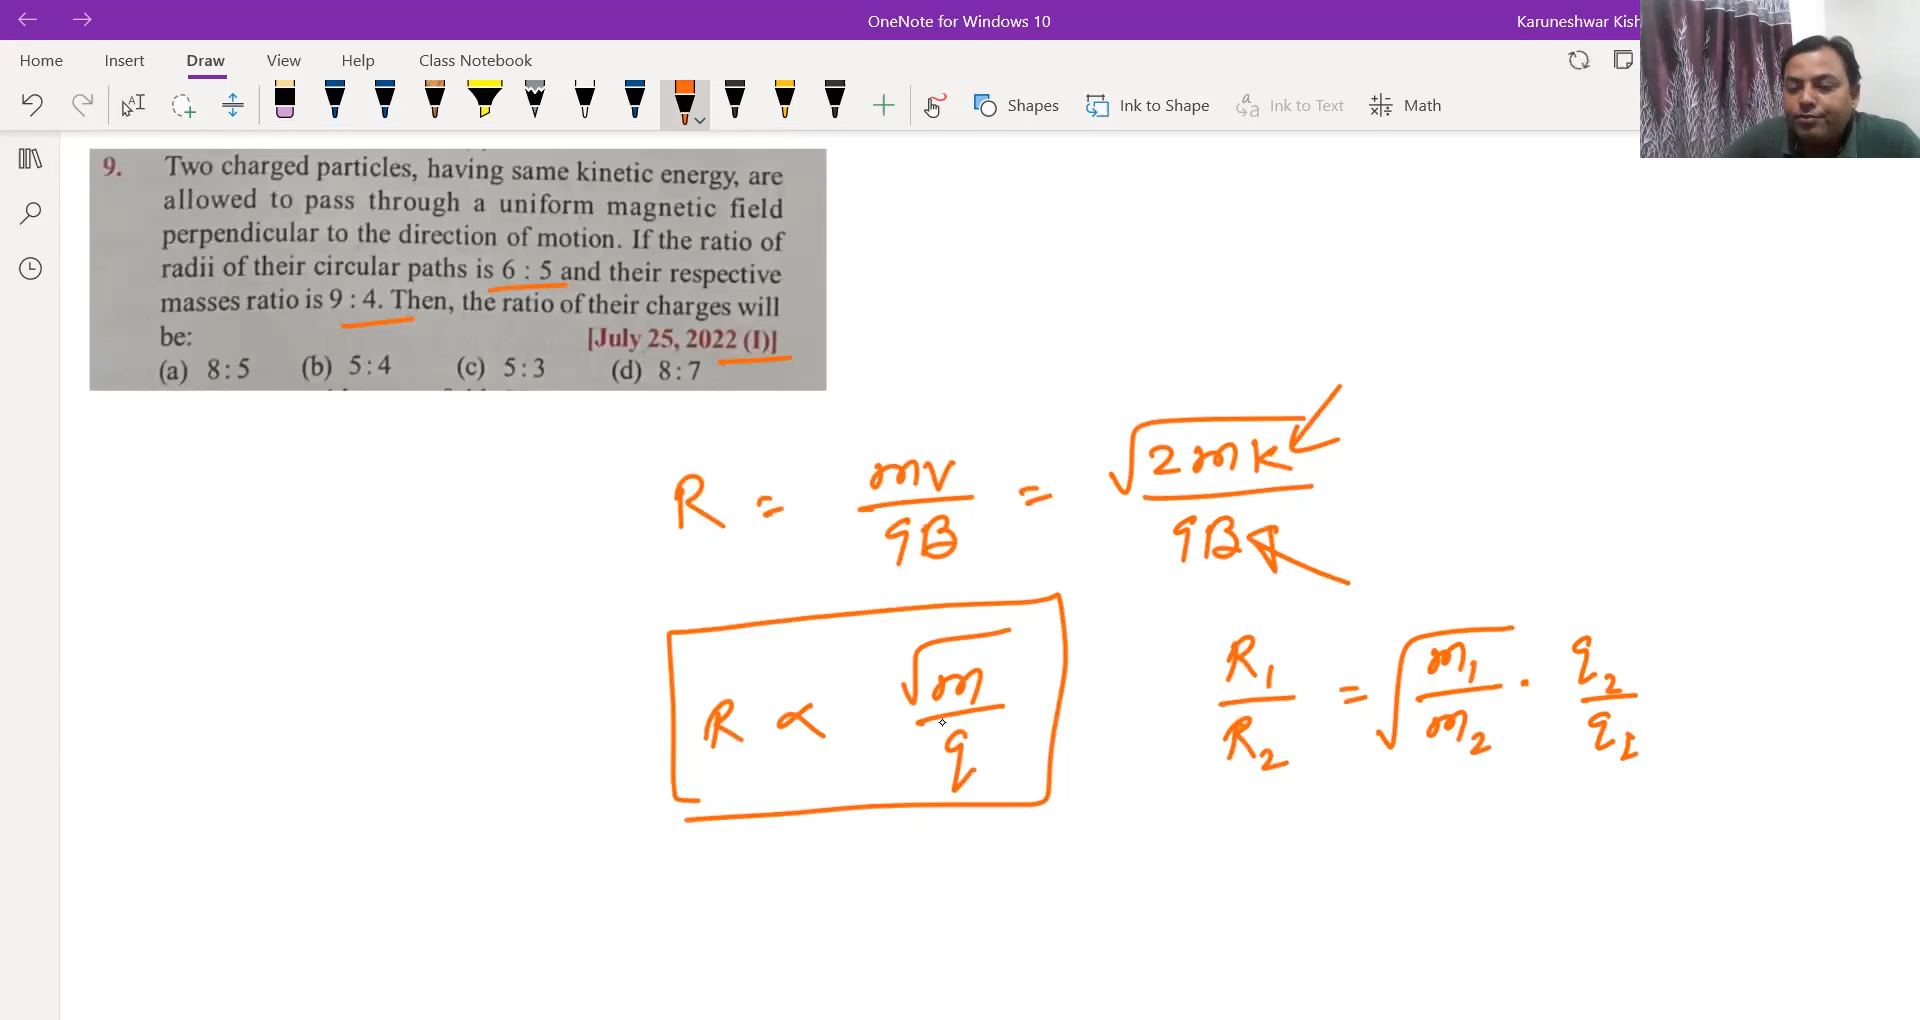 OneNote for Windows 10
Karuneshwar Kish
Home Insert Draw View Help Class Notebook
Shapes Ink to Shape Ink to Text Math
9. Two charged particles, having same kinetic energy, are
allowed to pass through a uniform magnetic field
perpendicular to the direction of motion. If the ratio of
radii of their circular paths is 6 : 5 and their respective
masses ratio is 9 : 4. Then, the ratio of their charges will
be: [July 25, 2022 (I)]
(a) 8 : 5 (b) 5 : 4 (c) 5 : 3 (d) 8 : 7
R = mv/qB = √2mK/qB
R ∝ √m/q
R₁/R₂ = √m₁/m₂ · q₂/q₁